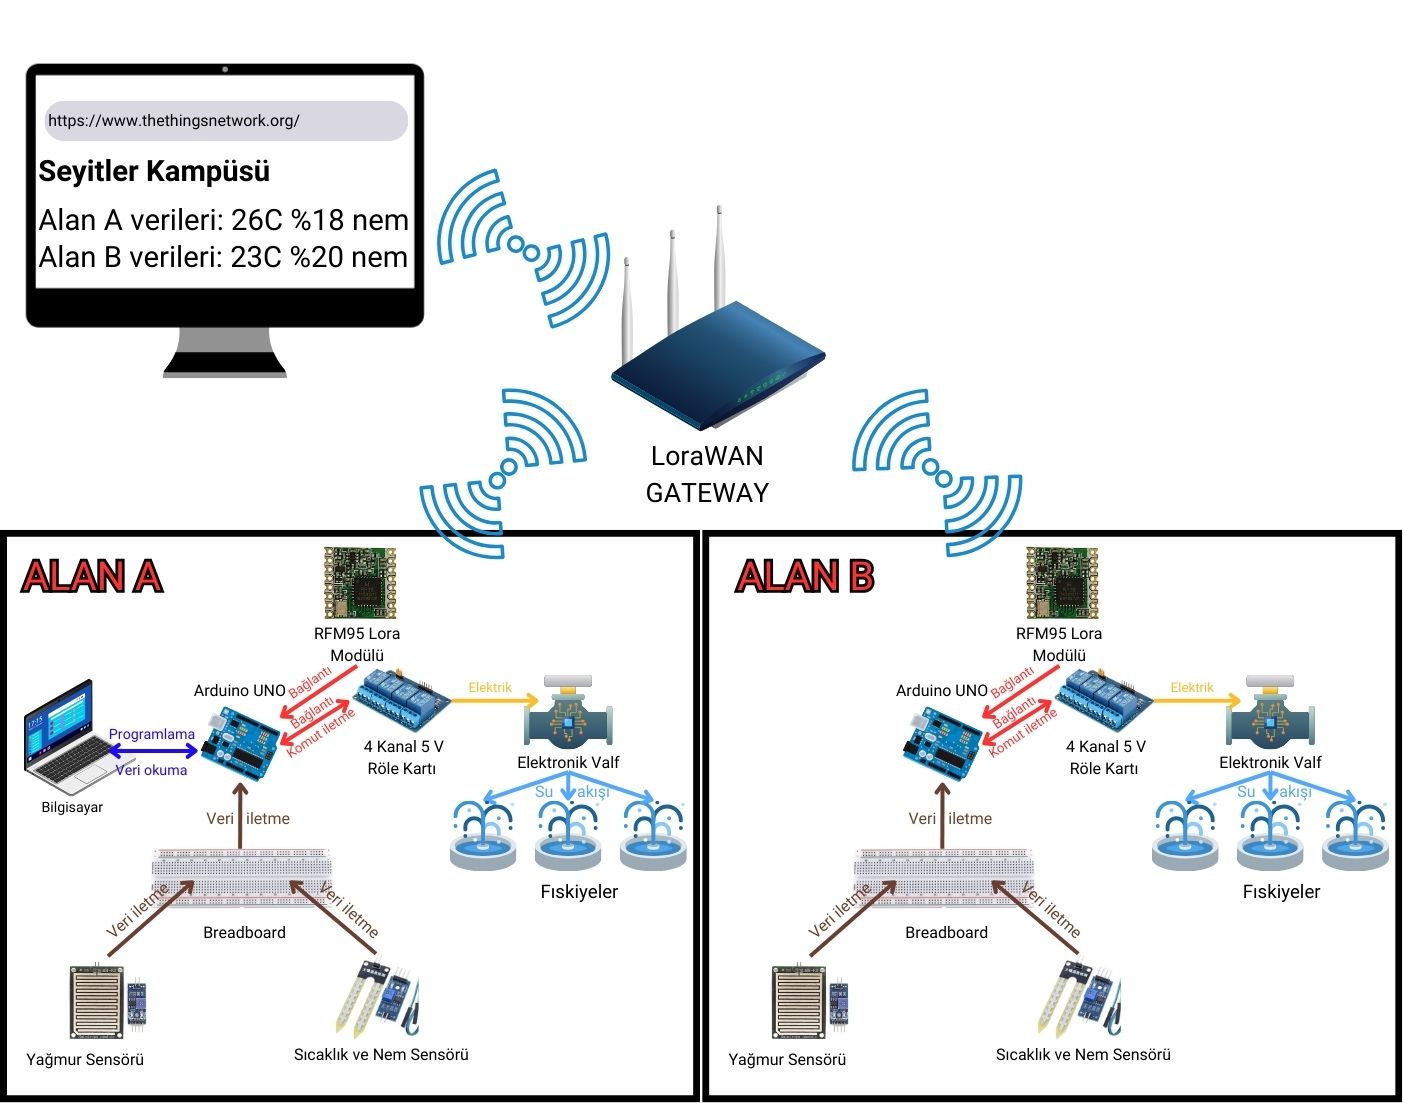 https://www.thethingsnetwork.org/
Seyitler Kampüsü
Alan A verileri: 26C %18 nem
Alan B verileri: 23C %20 nem
LoraWAN
GATEWAY
ALAN A
RFM95 Lora
Modülü
Arduino UNO
Bağlantı
Bağlantı
Komut iletme
Elektrik
Programlama
Veri okuma
Bilgisayar
4 Kanal 5 V
Röle Kartı
Elektronik Valf
Su akışı
Fıskiyeler
Veri iletme
Veri iletme
Veri iletme
Breadboard
Yağmur Sensörü
Sıcaklık ve Nem Sensörü
ALAN B
RFM95 Lora
Modülü
Arduino UNO
Bağlantı
Bağlantı
Komut iletme
Elektrik
4 Kanal 5 V
Röle Kartı
Elektronik Valf
Su akışı
Fıskiyeler
Veri iletme
Veri iletme
Veri iletme
Breadboard
Yağmur Sensörü
Sıcaklık ve Nem Sensörü